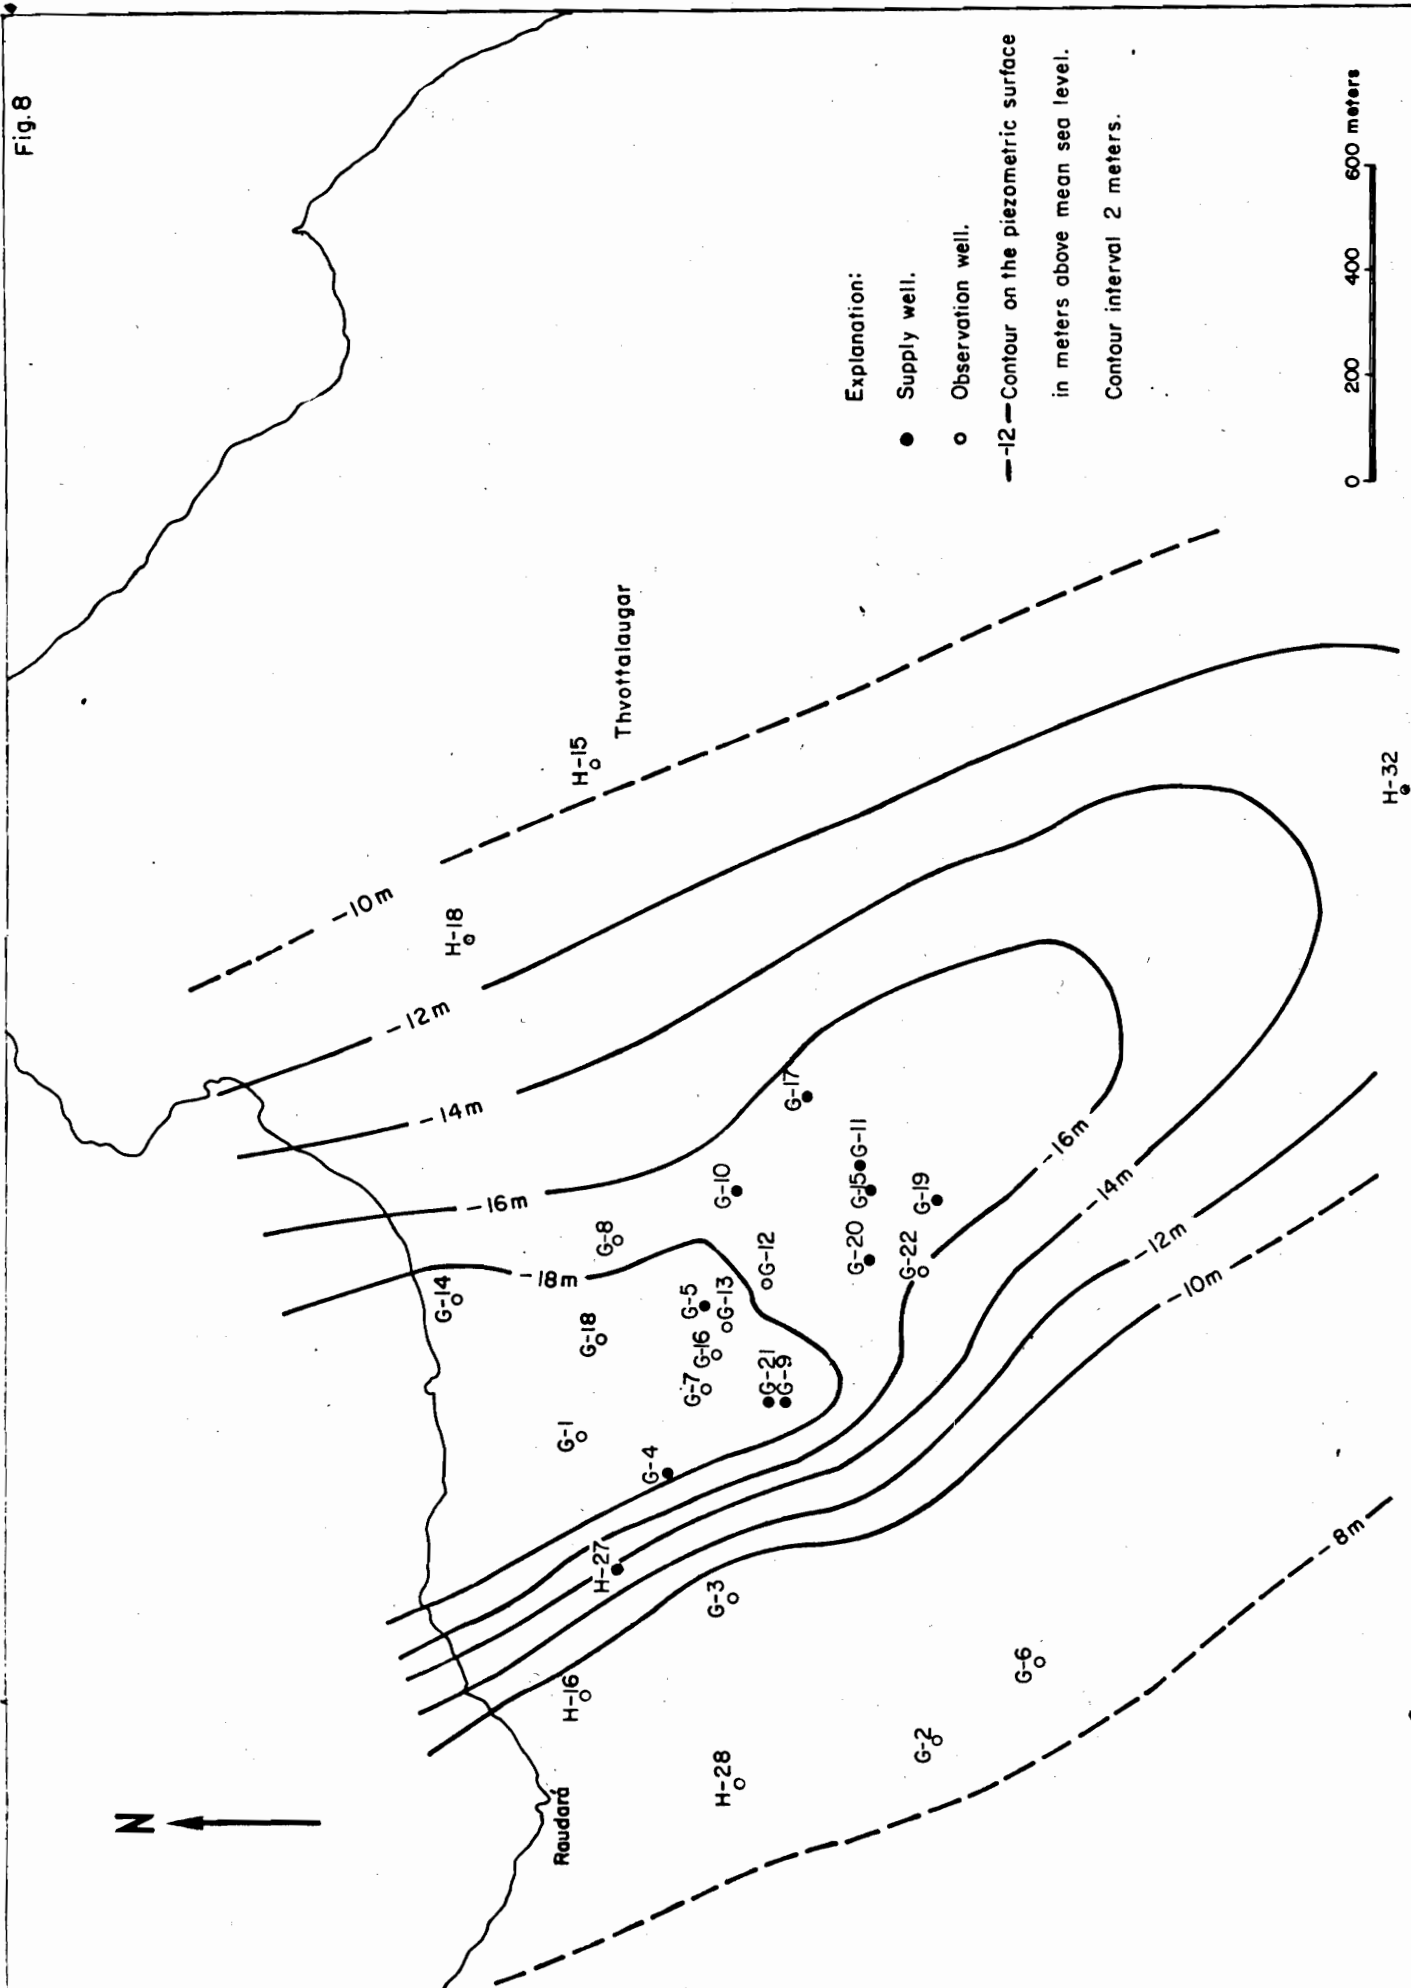 Fig. 8
N
Raudará
Thvottalaugar
H-15
H-18
H-32
-10m
-12m
-14m
-16m
-18m
G-17
G-10
G-11
G-15
G-19
G-8
G-14
G-12
G-20
G-22
G-5
G-13
G-18
G-16
G-7
G-21
G-9
G-1
G-4
H-27
G-3
H-16
G-6
G-2
H-28
-16m
-14m
-12m
-10m
-8m
Explanation:
Supply well.
Observation well.
-12-Contour on the piezometric surface
in meters above mean sea level.
Contour interval 2 meters.
0 200 400 600 meters